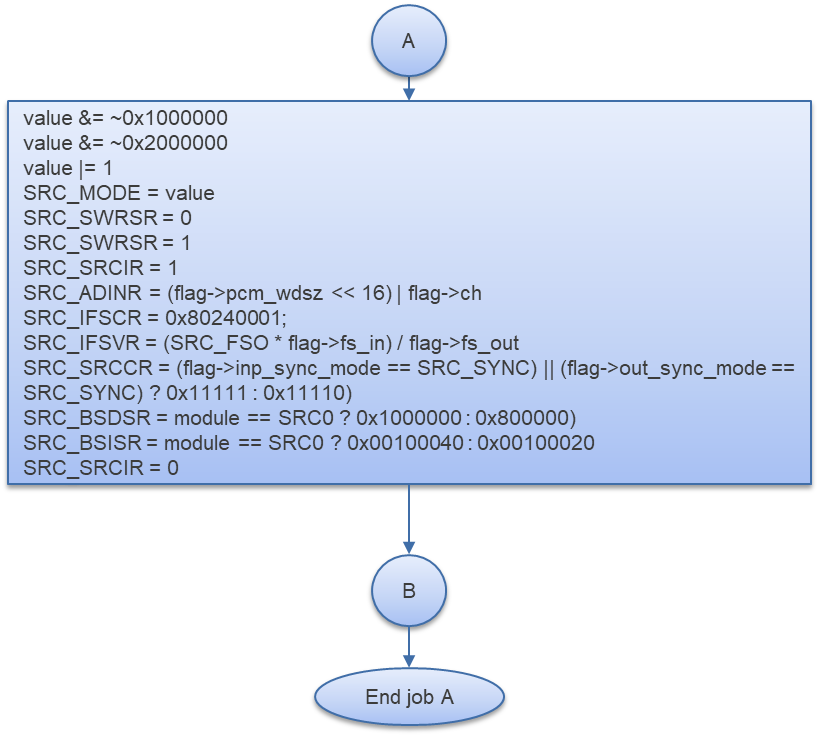 A
value &= ~0x1000000
value &= ~0x2000000
value |= 1
SRC_MODE = value
SRC_SWRSR = 0
SRC_SWRSR = 1
SRC_SRCIR = 1
SRC_ADINR = (flag->pcm_wdsz << 16) | flag->ch
SRC_IFSCR = 0x80240001;
SRC_IFSVR = (SRC_FSO * flag->fs_in) / flag->fs_out
SRC_SRCCR = (flag->inp_sync_mode == SRC_SYNC) || (flag->out_sync_mode ==
SRC_SYNC) ? 0x11111 : 0x11110)
SRC_BSDSR = module == SRC0 ? 0x1000000 : 0x800000)
SRC_BSISR = module == SRC0 ? 0x00100040 : 0x00100020
SRC_SRCIR = 0
B
End job A